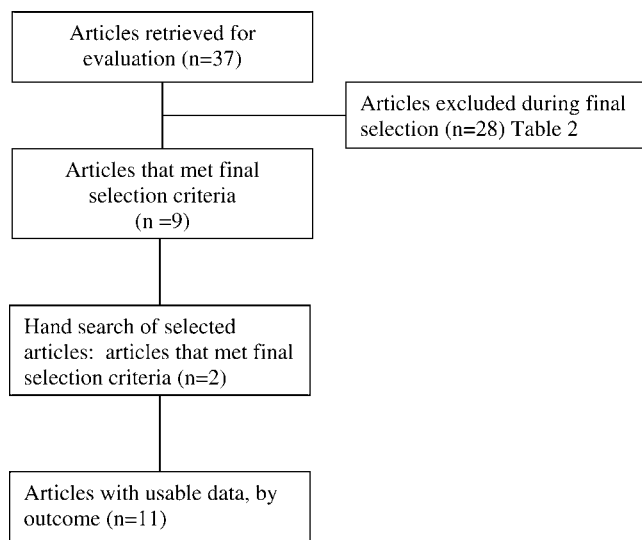 Articles retrieved for
evaluation (n=37)
Articles excluded during final
selection (n=28) Table 2
Articles that met final
selection criteria
(n =9)
Hand search of selected
articles:  articles that met final
selection criteria (n=2)
Articles with usable data, by
outcome (n=11)